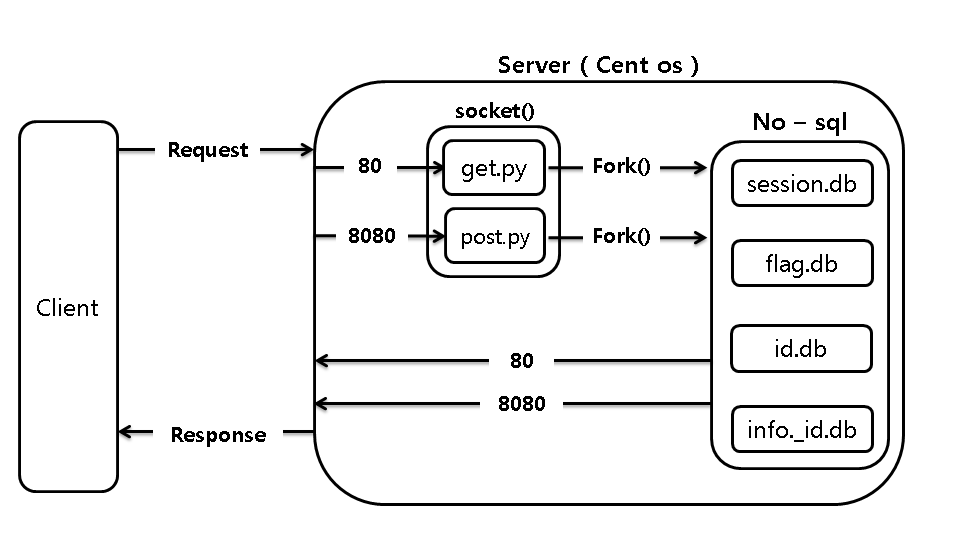 Server ( Cent os )
socket()
No – sql
Request
80
get.py
Fork()
session.db
8080
post.py
Fork()
flag.db
Client
80
id.db
8080
Response
info._id.db